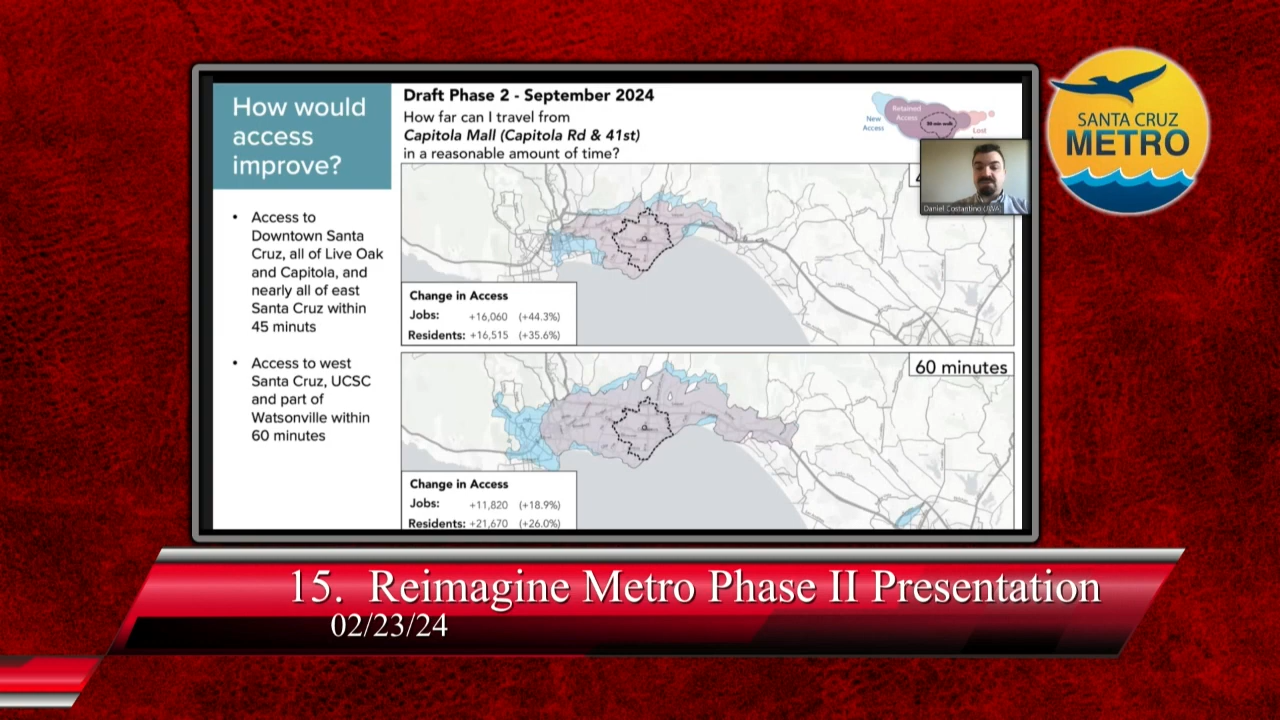 How would
access
improve?
• Access to
Downtown Santa
Cruz, all of Live Oak
and Capitola, and
nearly all of east
Santa Cruz within
45 minuts
• Access to west
Santa Cruz, UCSC
and part of
Watsonville within
60 minutes
Draft Phase 2 - September 2024
How far can I travel from
Capitola Mall (Capitola Rd & 41st)
in a reasonable amount of time?
New
Access
Retained
Access
Lost
Daniel Costantino
Change in Access
Jobs: +16,060 (+44.3%)
Residents: +16,515 (+35.6%)
60 minutes
Change in Access
Jobs: +11,820 (+18.9%)
Residents: +21,670 (+26.0%)
SANTA CRUZ
METRO
15. Reimagine Metro Phase II Presentation
02/23/24